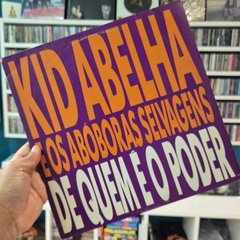 KID ABELHA
E OS ABÓBORAS SELVAGENS
DE QUEM É O PODER